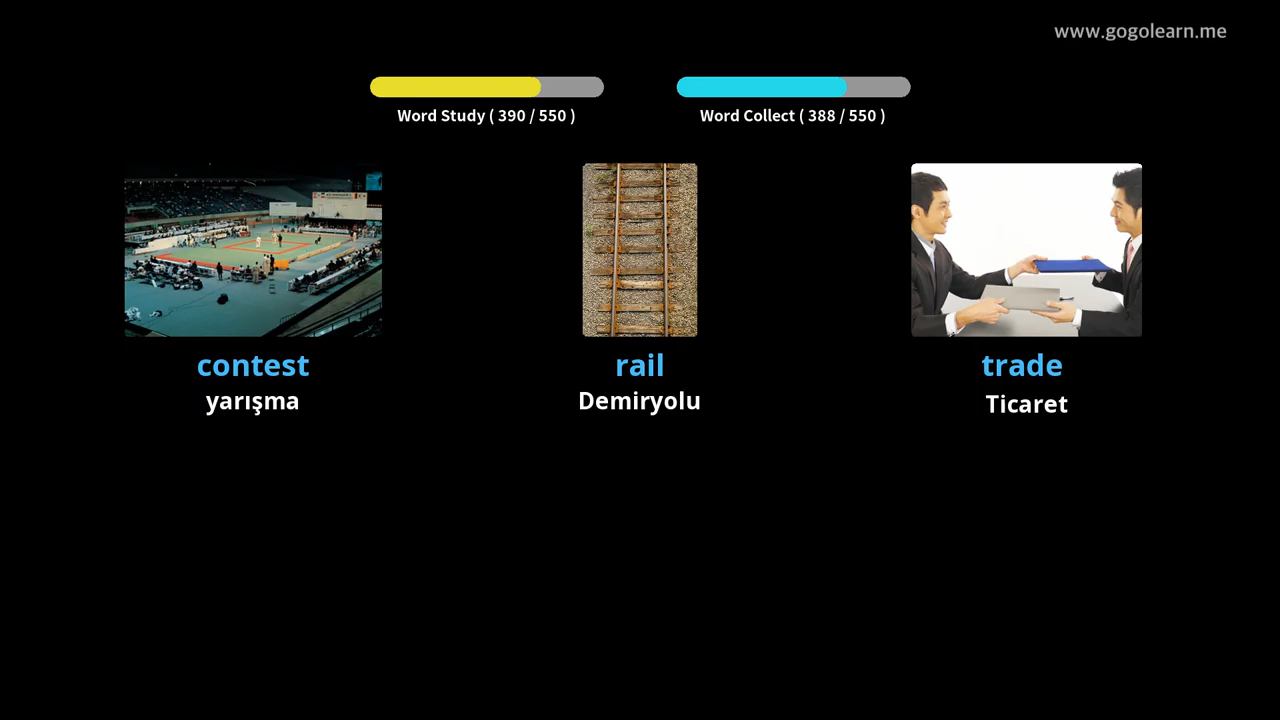 www.gogolearn.me
Word Study ( 390 / 550 )
Word Collect ( 388 / 550 )
contest
yarışma
rail
Demiryolu
trade
Ticaret